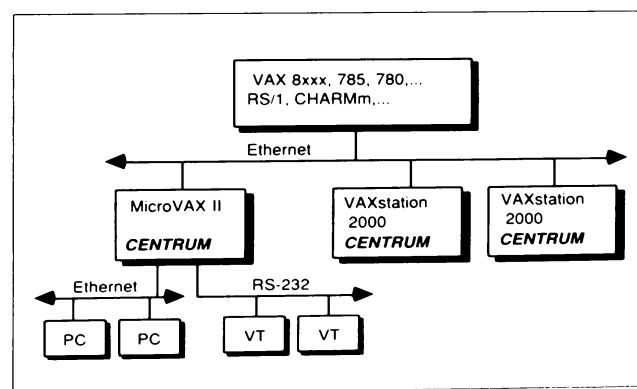 VAX 8xxx, 785, 780,...
RS/1, CHARMm,...
Ethernet
MicroVAX II
CENTRUM
VAXstation
2000
CENTRUM
VAXstation
2000
CENTRUM
Ethernet
RS-232
PC
PC
VT
VT